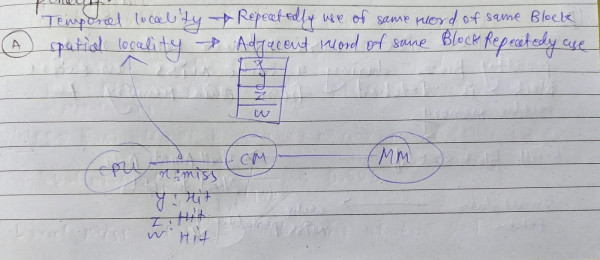 Temporal locality → Repeatedly use of same word of same Block
A spatial locality → Adjacent word of same Block Repeatedly use
x
y
z
w
CPU CM MM
x: miss
y: Hit
z: Hit
w: Hit